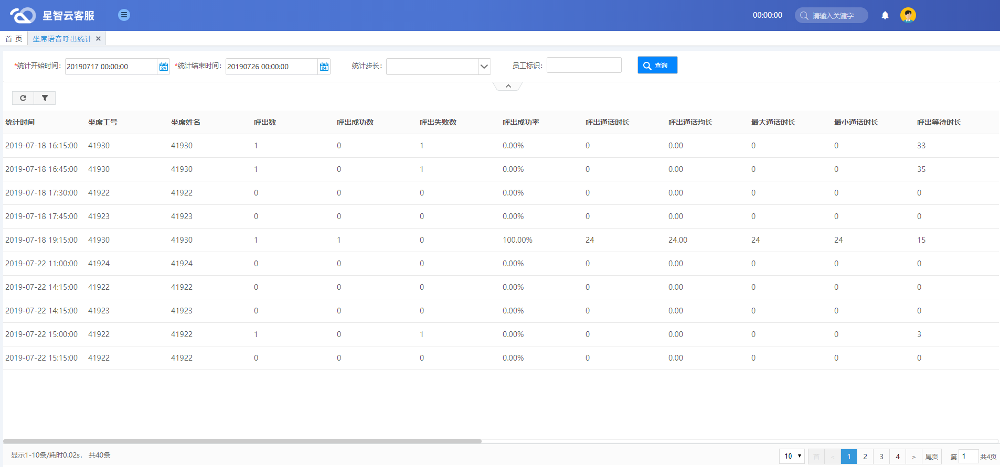 星智云客服 00:00:00 请输入关键字
首 页 坐席语音呼出统计 ×
*统计开始时间： 20190717 00:00:00 24 *统计结束时间： 20190726 00:00:00 24 统计步长： 员工标识： 查询
统计时间 坐席工号 坐席姓名 呼出数 呼出成功数 呼出失败数 呼出成功率 呼出通话时长 呼出通话均长 最大通话时长 最小通话时长 呼出等待时长
2019-07-18 16:15:00 41930 41930 1 0 1 0.00% 0 0.00 0 0 33
2019-07-18 16:45:00 41930 41930 1 0 1 0.00% 0 0.00 0 0 35
2019-07-18 17:30:00 41922 41922 0 0 0 0.00% 0 0.00 0 0 0
2019-07-18 17:45:00 41923 41923 0 0 0 0.00% 0 0.00 0 0 0
2019-07-18 19:15:00 41930 41930 1 1 0 100.00% 24 24.00 24 24 15
2019-07-22 11:00:00 41924 41924 0 0 0 0.00% 0 0.00 0 0 0
2019-07-22 14:15:00 41922 41922 0 0 0 0.00% 0 0.00 0 0 0
2019-07-22 14:15:00 41923 41923 0 0 0 0.00% 0 0.00 0 0 0
2019-07-22 15:00:00 41922 41922 1 0 1 0.00% 0 0.00 0 0 3
2019-07-22 15:15:00 41922 41922 0 0 0 0.00% 0 0.00 0 0 0
显示1-10条/耗时0.02s， 共40条 10 首 < 1 2 3 4 > 尾页 第 1 共4页